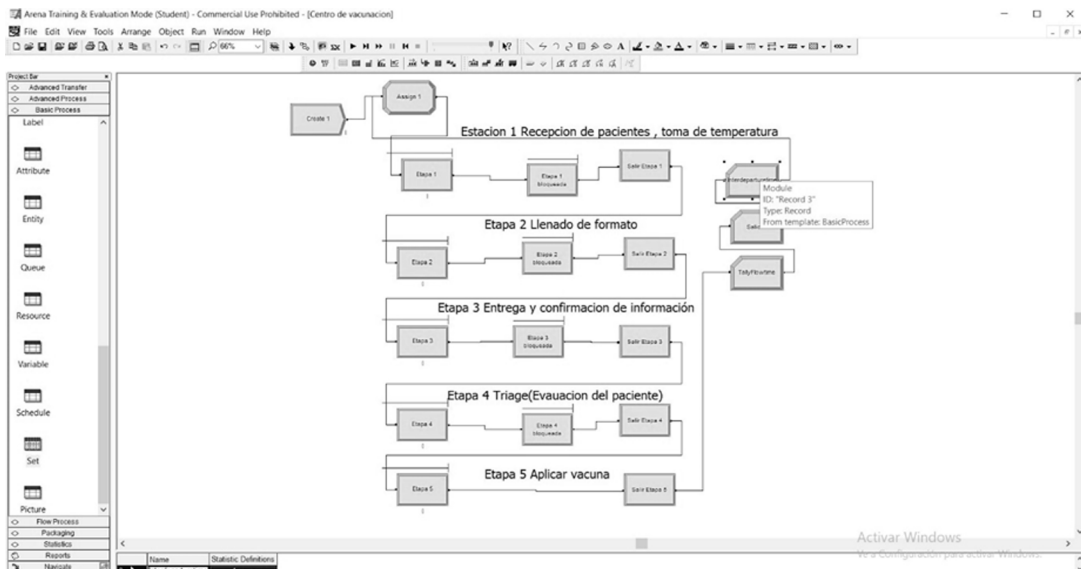 Arena Training & Evaluation Mode (Student) - Commercial Use Prohibited - [Centro de vacunacion]
File Edit View Tools Arrange Object Run Window Help
66%
Project Bar
Advanced Transfer
Advanced Process
Basic Process
Label
Attribute
Entity
Queue
Resource
Variable
Schedule
Set
Picture
Flow Process
Packaging
Statistics
Reports
Navigate
Create 1
Assign 1
Estacion 1 Recepcion de pacientes , toma de temperatura
Etapa 1
Etapa 1
bloqueada
Salir Etapa 1
Module
ID: "Record 3"
Type: Record
From template: BasicProcess
Etapa 2 Llenado de formato
Etapa 2
Etapa 2
bloqueada
Salir Etapa 2
TallyFlowtime
Etapa 3 Entrega y confirmacion de información
Etapa 3
Etapa 3
bloqueada
Salir Etapa 3
Etapa 4 Triage(Evauacion del paciente)
Etapa 4
Etapa 4
bloqueada
Salir Etapa 4
Etapa 5 Aplicar vacuna
Etapa 5
Salir Etapa 5
Activar Windows
Ve a Configuración para activar Windows.
Name Statistic Definitions